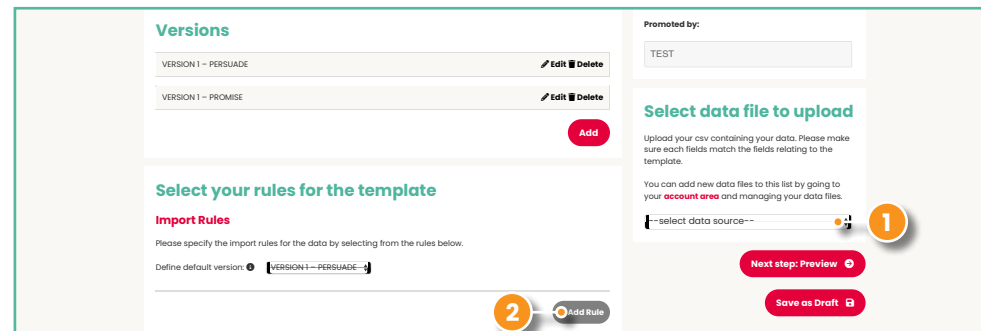 Versions
VERSION 1 – PERSUADE
Edit Delete
VERSION 1 – PROMISE
Edit Delete
Add
Select your rules for the template
Import Rules
Please specify the import rules for the data by selecting from the rules below.
Define default version:
VERSION 1 – PERSUADE
2
Add Rule
Promoted by:
TEST
Select data file to upload
Upload your csv containing your data. Please make
sure each fields match the fields relating to the
template.
You can add new data files to this list by going to
your account area and managing your data files.
--select data source--
1
Next step: Preview
Save as Draft